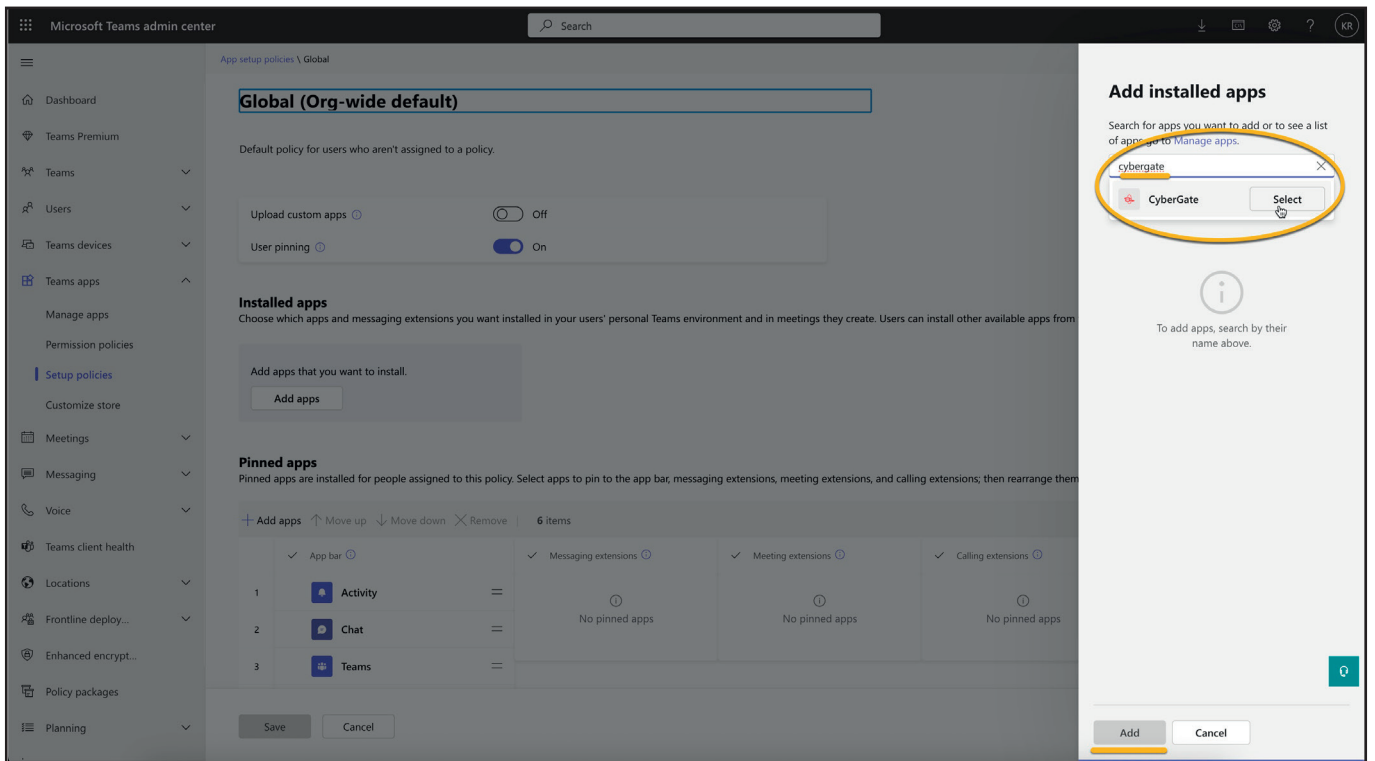 Microsoft Teams admin center
Search
KR
App setup policies \ Global
Dashboard
Teams Premium
Teams
Users
Teams devices
Teams apps
Manage apps
Permission policies
Setup policies
Customize store
Meetings
Messaging
Voice
Teams client health
Locations
Frontline deploy...
Enhanced encrypt...
Policy packages
Planning
Global (Org-wide default)
Default policy for users who aren't assigned to a policy.
Upload custom apps Off
User pinning On
Installed apps
Choose which apps and messaging extensions you want installed in your users' personal Teams environment and in meetings they create. Users can install other available apps from
Add apps that you want to install.
Add apps
Pinned apps
Pinned apps are installed for people assigned to this policy. Select apps to pin to the app bar, messaging extensions, meeting extensions, and calling extensions; then rearrange them
Add apps Move up Move down Remove 6 items
App bar Messaging extensions Meeting extensions Calling extensions
1 Activity
2 Chat
3 Teams
No pinned apps No pinned apps No pinned apps
Save Cancel
Add installed apps
Search for apps you want to add or to see a list
of apps go to Manage apps.
cybergate
CyberGate Select
To add apps, search by their
name above.
Add Cancel